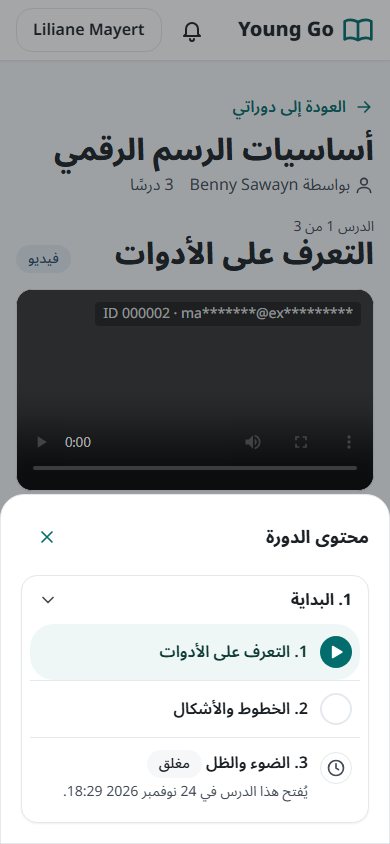 Young Go
Liliane Mayert
العودة إلى دوراتي
أساسيات الرسم الرقمي
بواسطة Benny Sawayn
3 درسًا
الدرس 1 من 3
التعرف على الأدوات
فيديو
ID 000002 · ma*******@ex*********
0:00
محتوى الدورة
1. البداية
1. التعرف على الأدوات
2. الخطوط والأشكال
3. الضوء والظل مغلق
يُفتح هذا الدرس في 24 نوفمبر 2026 18:29.